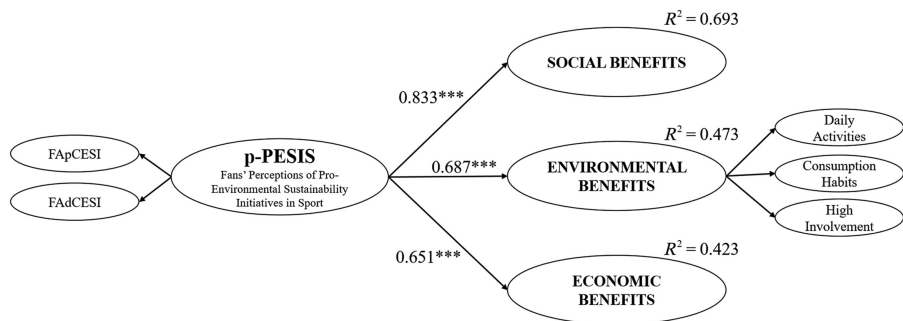 R² = 0.693
SOCIAL BENEFITS
0.833***
FApCESI
FAdCESI
p-PESIS
Fans' Perceptions of Pro-
Environmental Sustainability
Initiatives in Sport
0.687***
R² = 0.473
ENVIRONMENTAL
BENEFITS
Daily
Activities
Consumption
Habits
High
Involvement
0.651***
R² = 0.423
ECONOMIC
BENEFITS